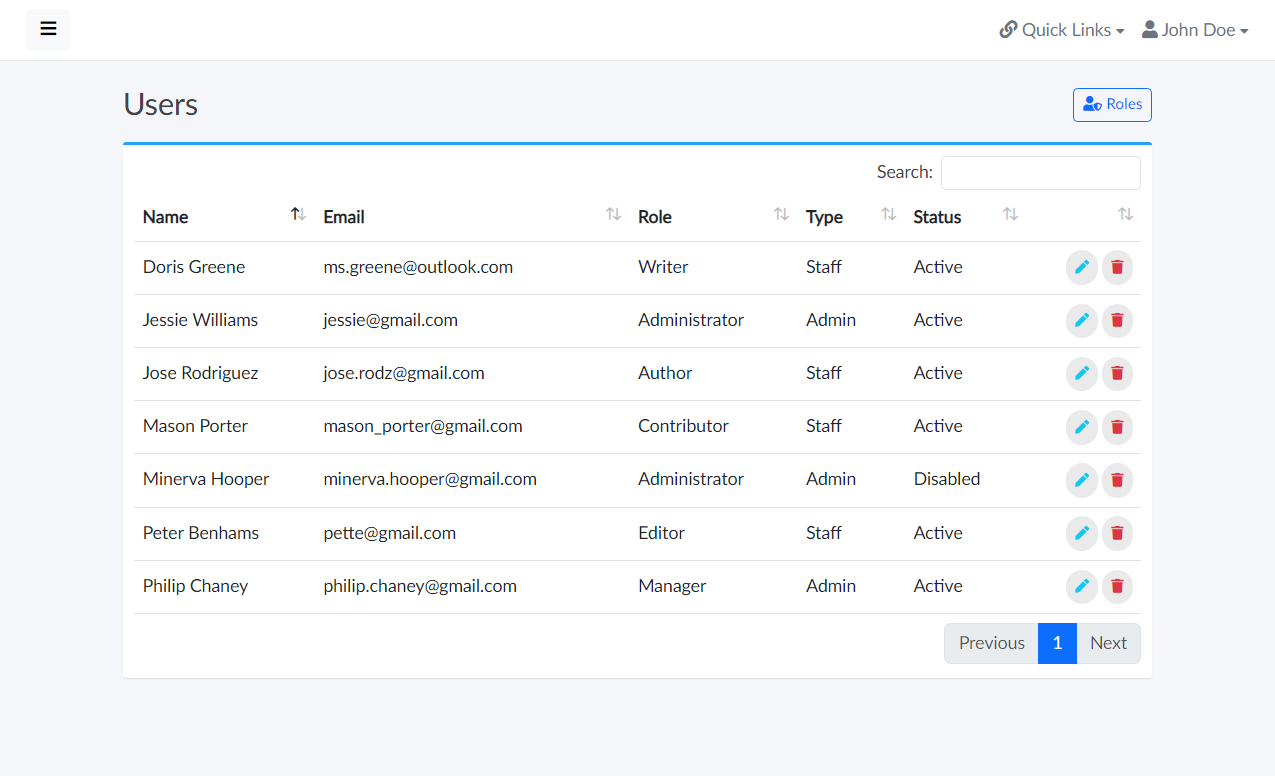 Quick Links John Doe
Users Roles
Search:
Name Email Role Type Status
Doris Greene ms.greene@outlook.com Writer Staff Active
Jessie Williams jessie@gmail.com Administrator Admin Active
Jose Rodriguez jose.rodz@gmail.com Author Staff Active
Mason Porter mason_porter@gmail.com Contributor Staff Active
Minerva Hooper minerva.hooper@gmail.com Administrator Admin Disabled
Peter Benhams pette@gmail.com Editor Staff Active
Philip Chaney philip.chaney@gmail.com Manager Admin Active
Previous 1 Next